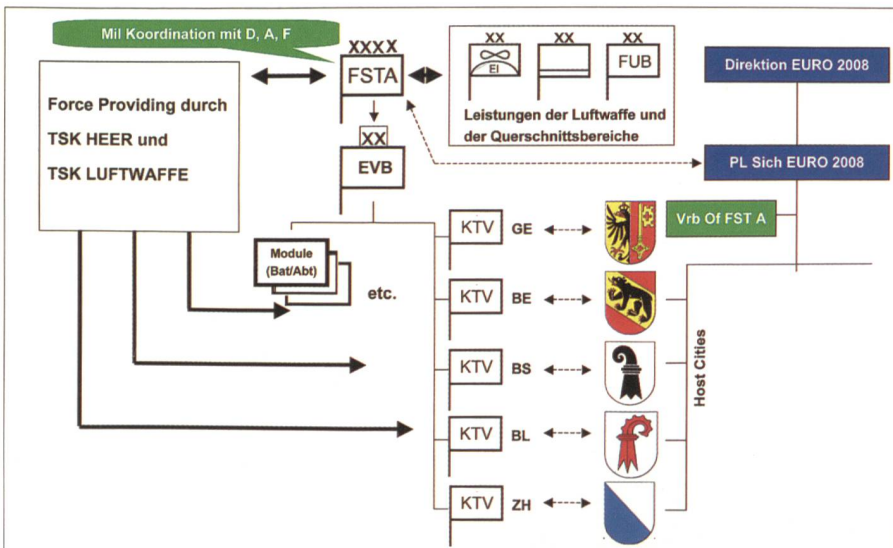 Mil Koordination mit D, A, F
XXXX
FSTA
XX
EI
XX
XX
FUB
Leistungen der Luftwaffe und
der Querschnittsbereiche
Direktion EURO 2008
Force Providing durch
TSK HEER und
TSK LUFTWAFFE
XX
EVB
PL Sich EURO 2008
Vrb Of FST A
Module
(Bat/Abt)
etc.
KTV GE
KTV BE
KTV BS
KTV BL
KTV ZH
Host Cities